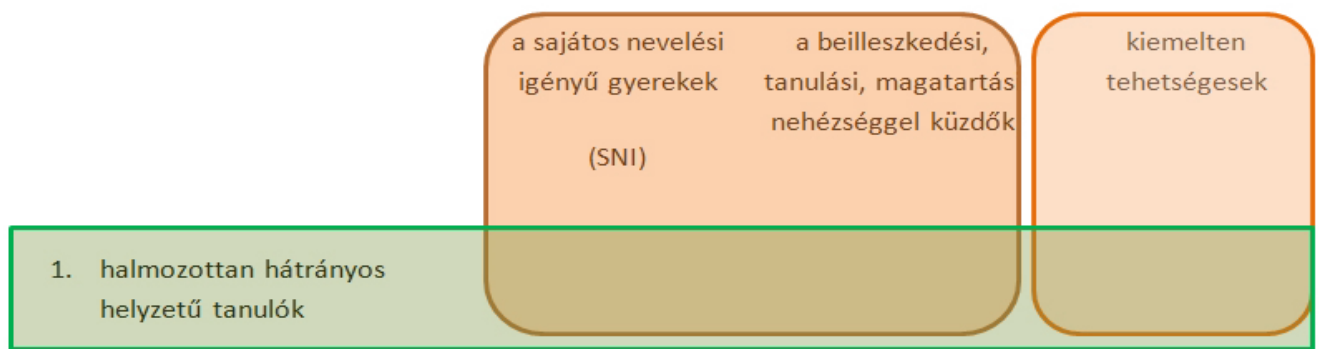 a sajátos nevelési
igényű gyerekek
(SNI)
a beilleszkedési,
tanulási, magatartás
nehézséggel küzdők
kiemelten
tehetségesek
1. halmozottan hátrányos
helyzetű tanulók